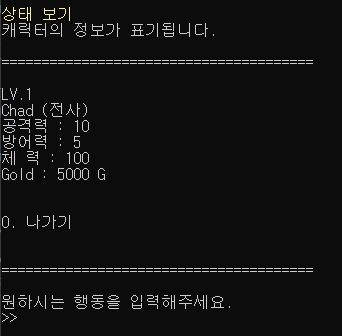 상태 보기
캐릭터의 정보가 표기됩니다.
=======================================
LV.1
Chad (전사)
공격력 : 10
방어력 : 5
체 력 : 100
Gold : 5000 G
0. 나가기
=======================================
원하시는 행동을 입력해주세요.
>>